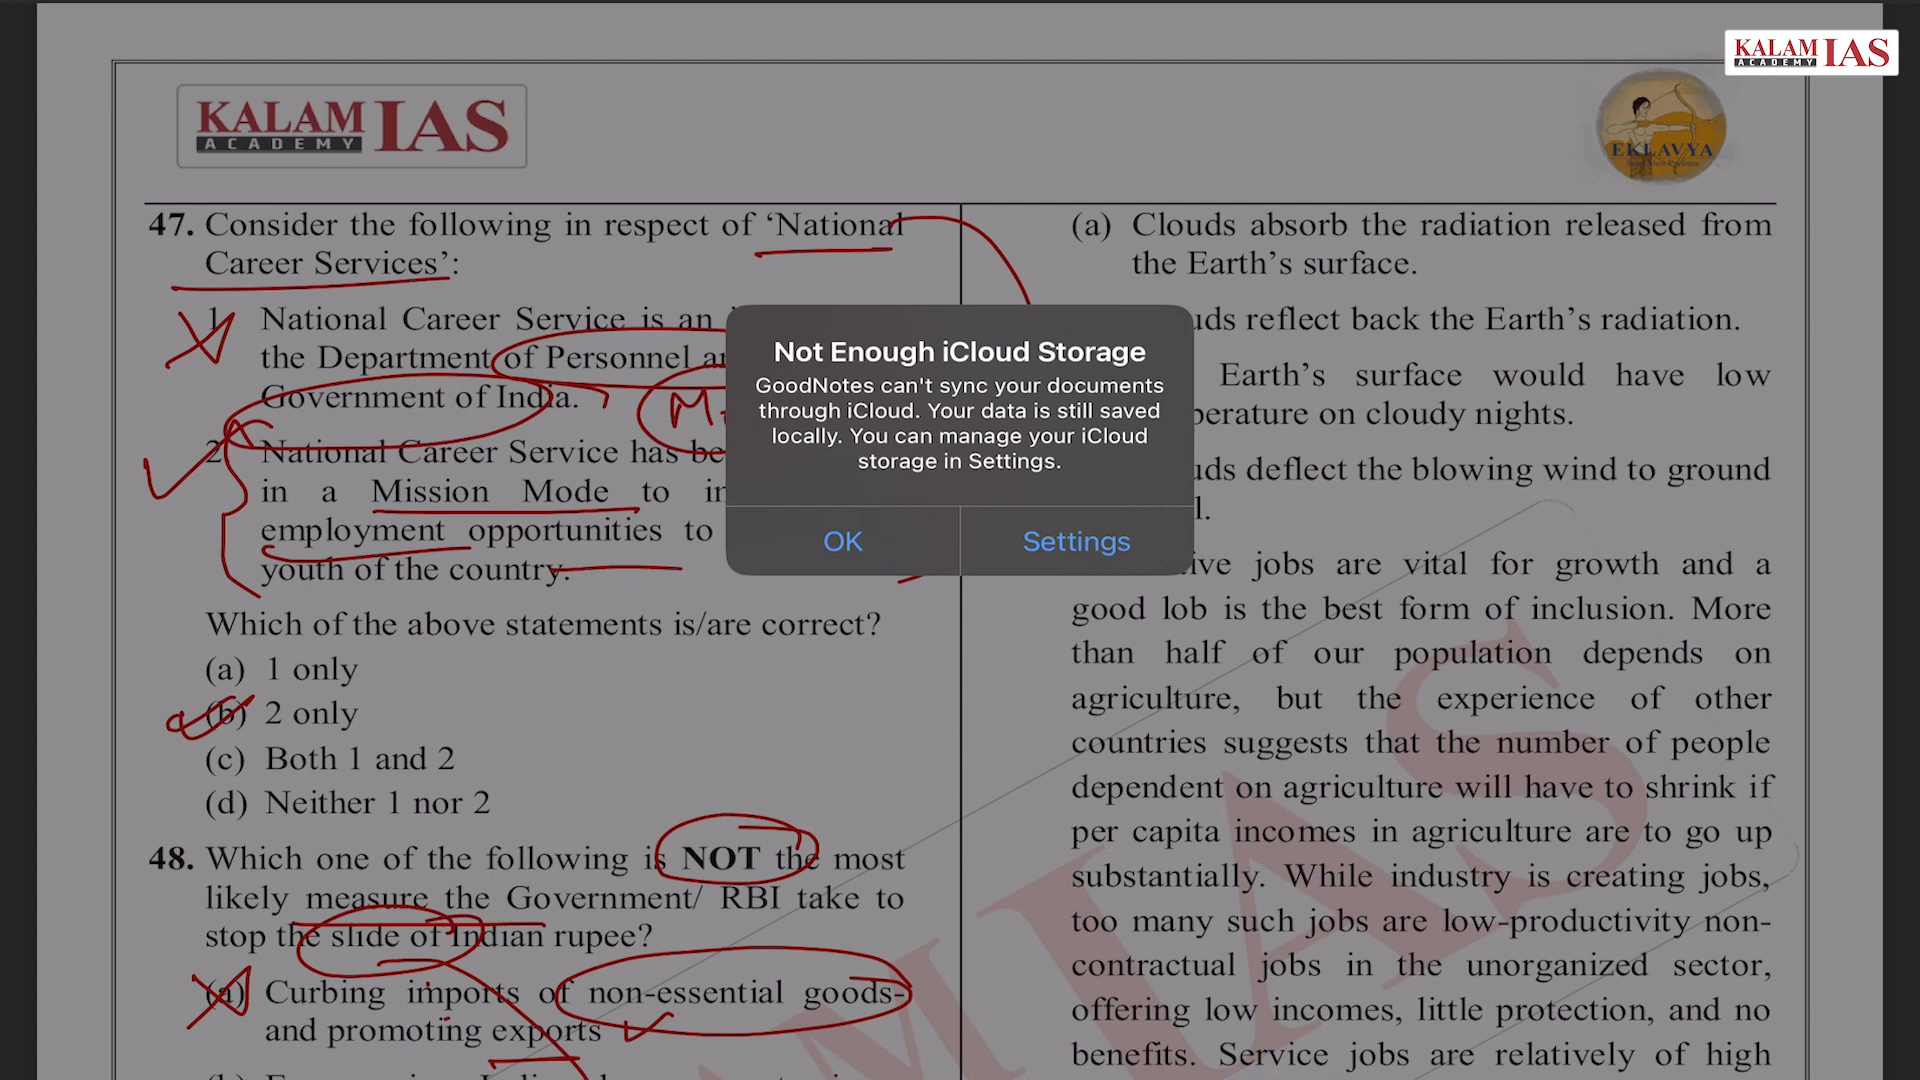 KALAM IAS
ACADEMY
KALAM IAS
ACADEMY
EKLAVYA
47. Consider the following in respect of ‘National
Career Services’:
1. National Career Service is an
the Department of Personnel
Government of India.
M
2. National Career Service has
in a Mission Mode to
employment opportunities to
youth of the country.
Which of the above statements is/are correct?
(a) 1 only
(b) 2 only
(c) Both 1 and 2
(d) Neither 1 nor 2
48. Which one of the following is NOT the most
likely measure the Government/ RBI take to
stop the slide of Indian rupee?
(a) Curbing imports of non-essential goods-
and promoting exports
Not Enough iCloud Storage
GoodNotes can't sync your documents
through iCloud. Your data is still saved
locally. You can manage your iCloud
storage in Settings.
OK Settings
(a) Clouds absorb the radiation released from
the Earth’s surface.
reflect back the Earth’s radiation.
Earth’s surface would have low
on cloudy nights.
deflect the blowing wind to ground
jobs are vital for growth and a
good lob is the best form of inclusion. More
than half of our population depends on
agriculture, but the experience of other
countries suggests that the number of people
dependent on agriculture will have to shrink if
per capita incomes in agriculture are to go up
substantially. While industry is creating jobs,
too many such jobs are low-productivity non-
contractual jobs in the unorganized sector,
offering low incomes, little protection, and no
benefits. Service jobs are relatively of high